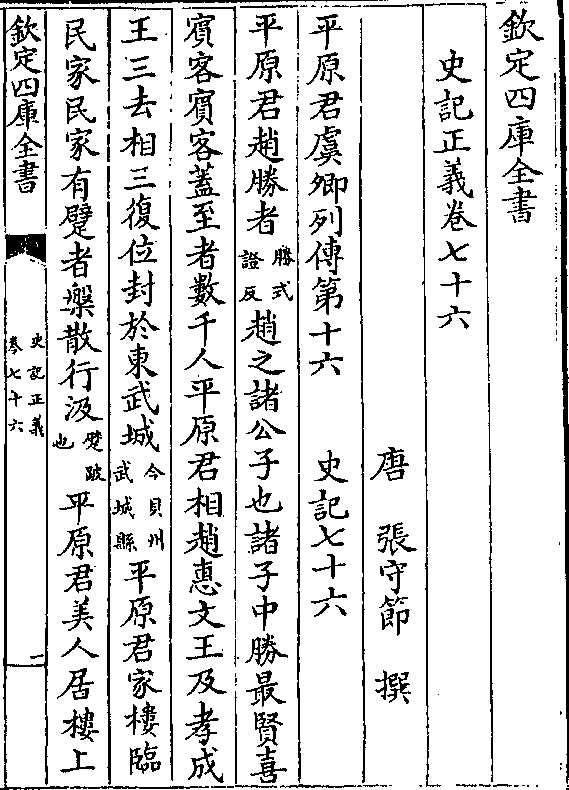 欽定四庫全書
史記正義卷七十六
唐 張守節 撰
平原君虞卿列傳第十六 史記七十六
平原君趙勝者勝式證反趙之諸公子也諸子中勝最賢喜
賓客賓客蓋至者數千人平原君相趙惠文王及孝成
王三去相三復位封於東武城今貝州武城縣平原君家樓臨
民家民家有躄者槃散行汲躄跛也平原君美人居樓上
欽定四庫全書 史記正義卷七十六 一